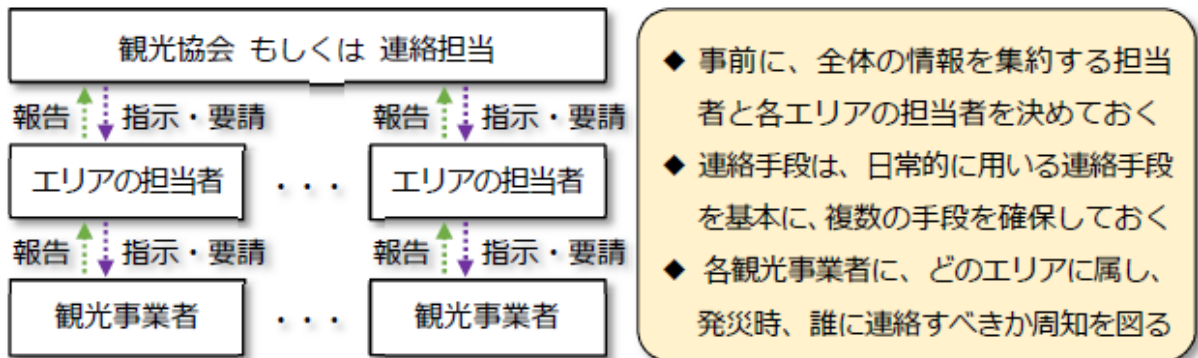 観光協会 もしくは 連絡担当
報告 指示・要請 報告 指示・要請
エリアの担当者 ・・・ エリアの担当者
報告 指示・要請 報告 指示・要請
観光事業者 ・・・ 観光事業者
◆ 事前に、全体の情報を集約する担当
者と各エリアの担当者を決めておく
◆ 連絡手段は、日常的に用いる連絡手段
を基本に、複数の手段を確保しておく
◆ 各観光事業者に、どのエリアに属し、
発災時、誰に連絡すべきか周知を図る